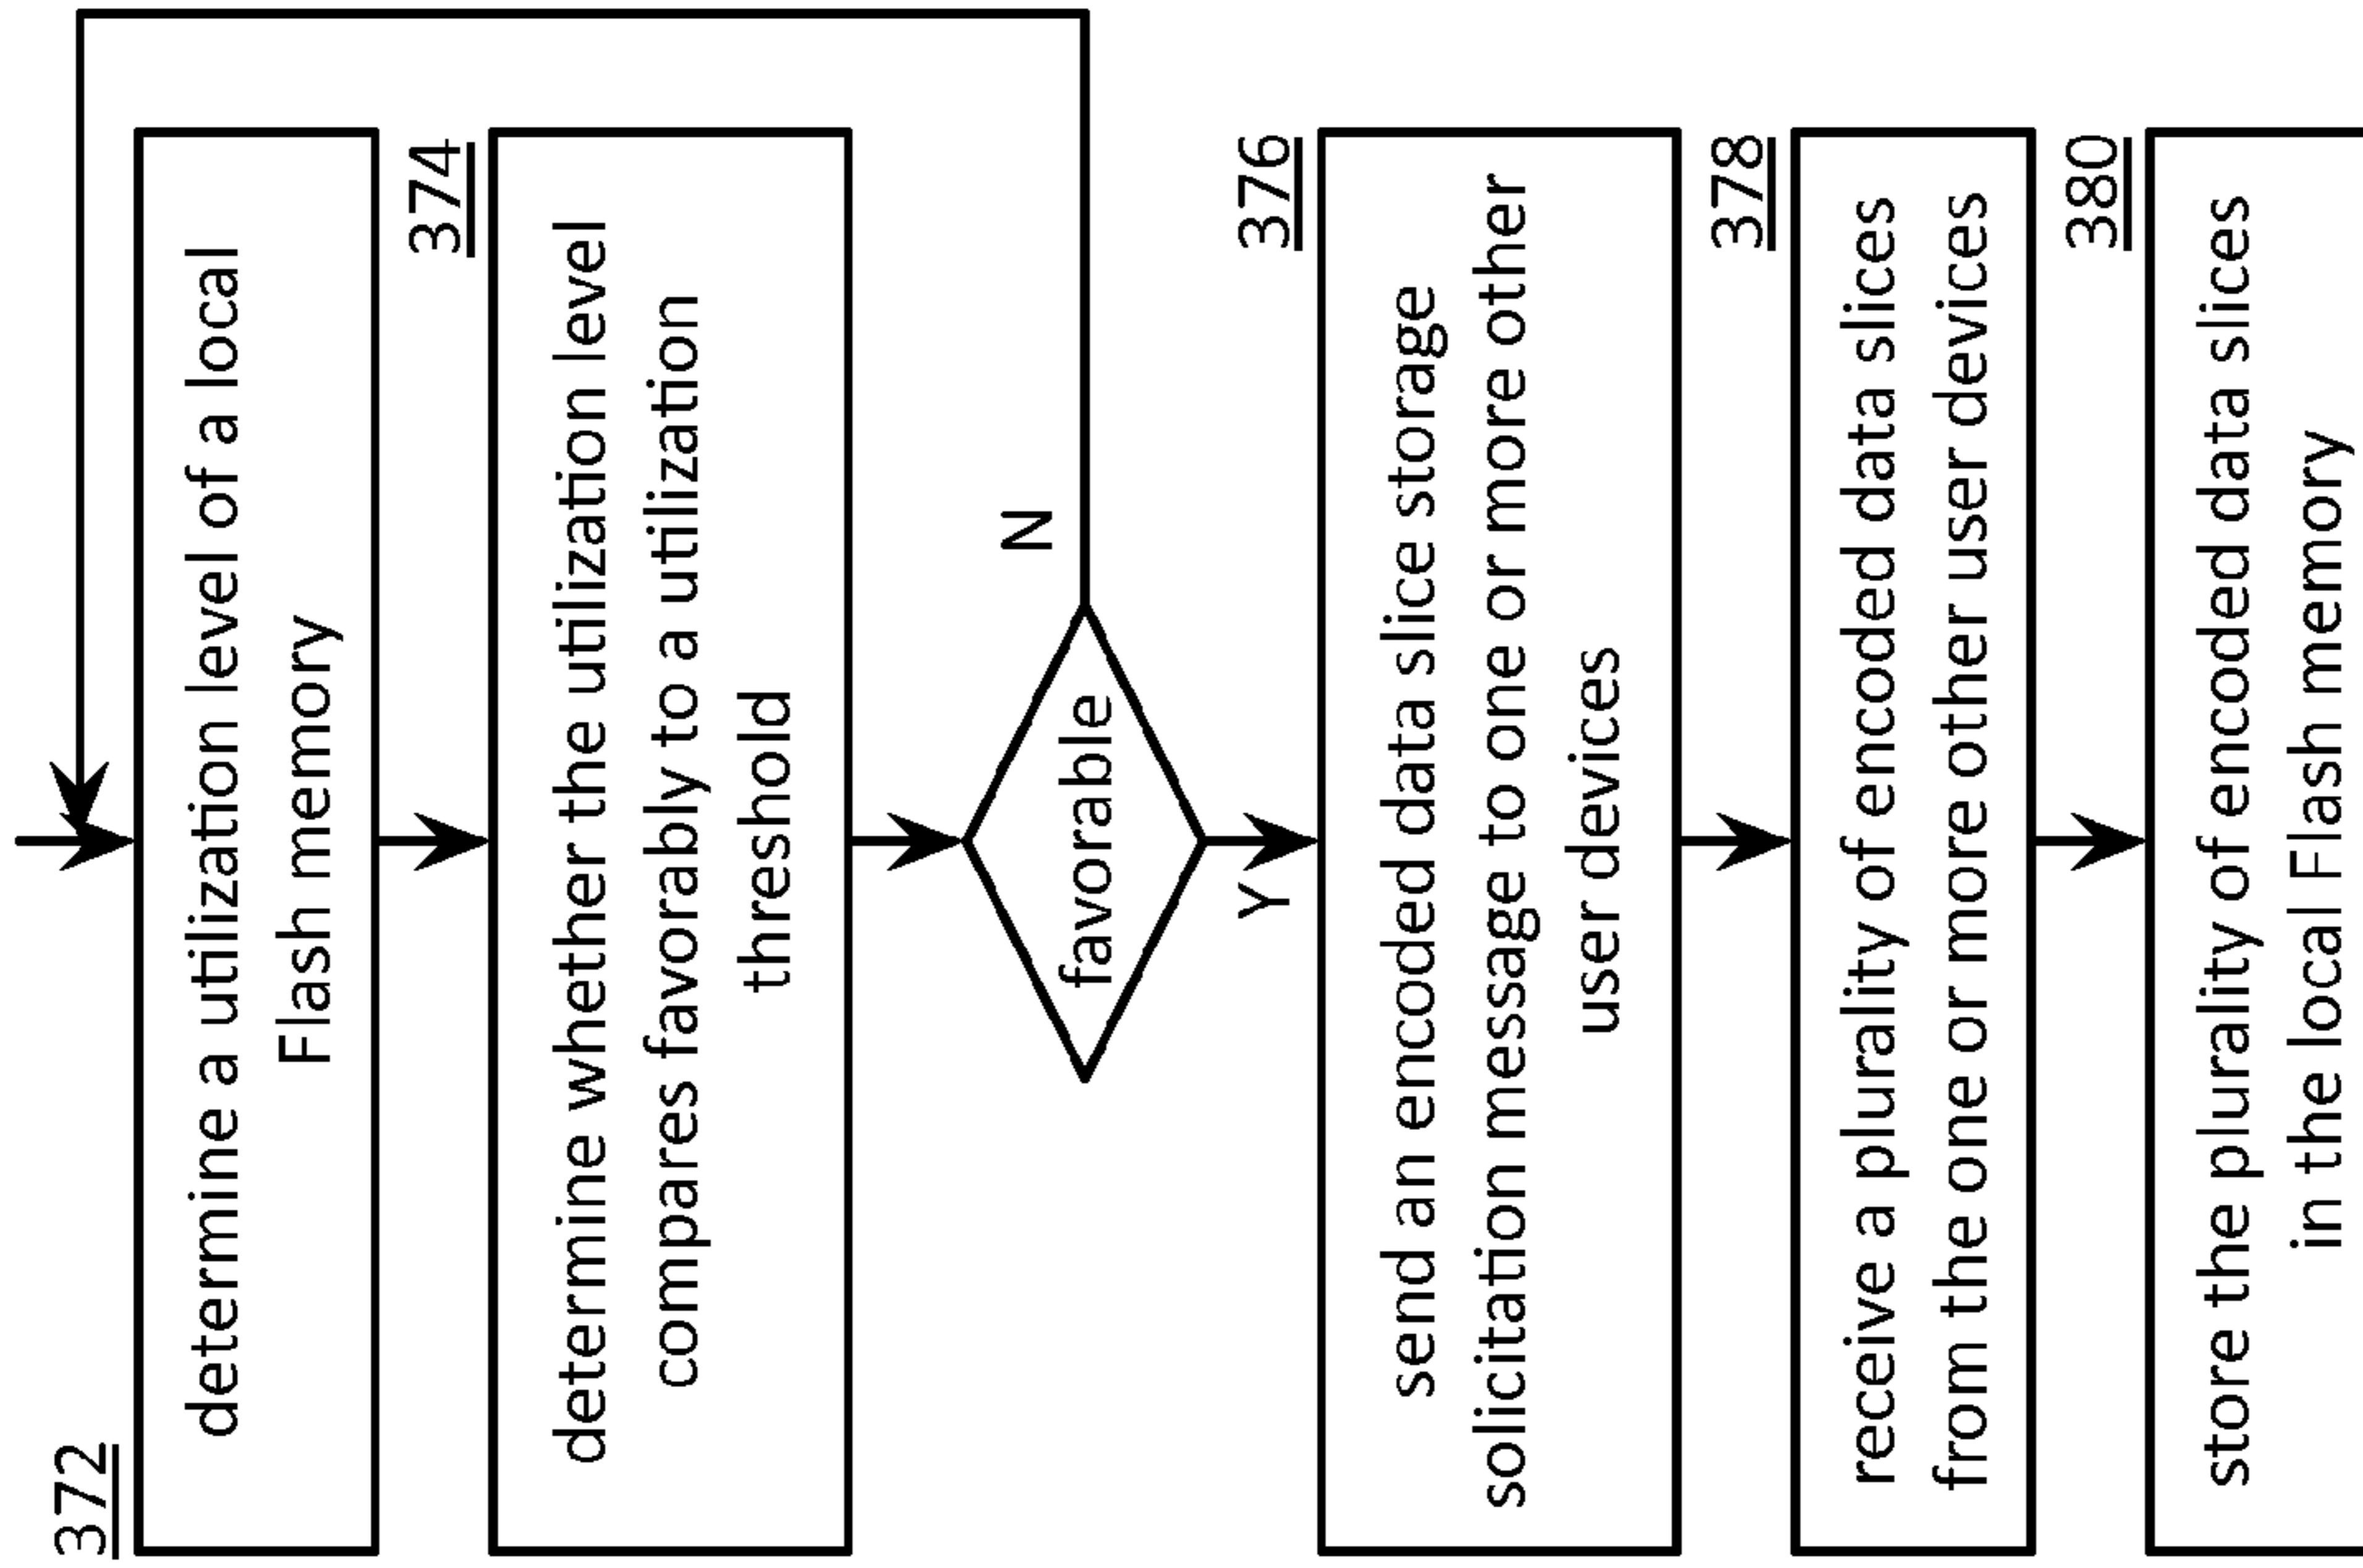 372
determine a utilization level of a local
Flash memory
374
determine whether the utilization level
compares favorably to a utilization
threshold
favorable
N
Y
376
send an encoded data slice storage
solicitation message to one or more other
user devices
378
receive a plurality of encoded data slices
from the one or more other user devices
380
store the plurality of encoded data slices
in the local Flash memory